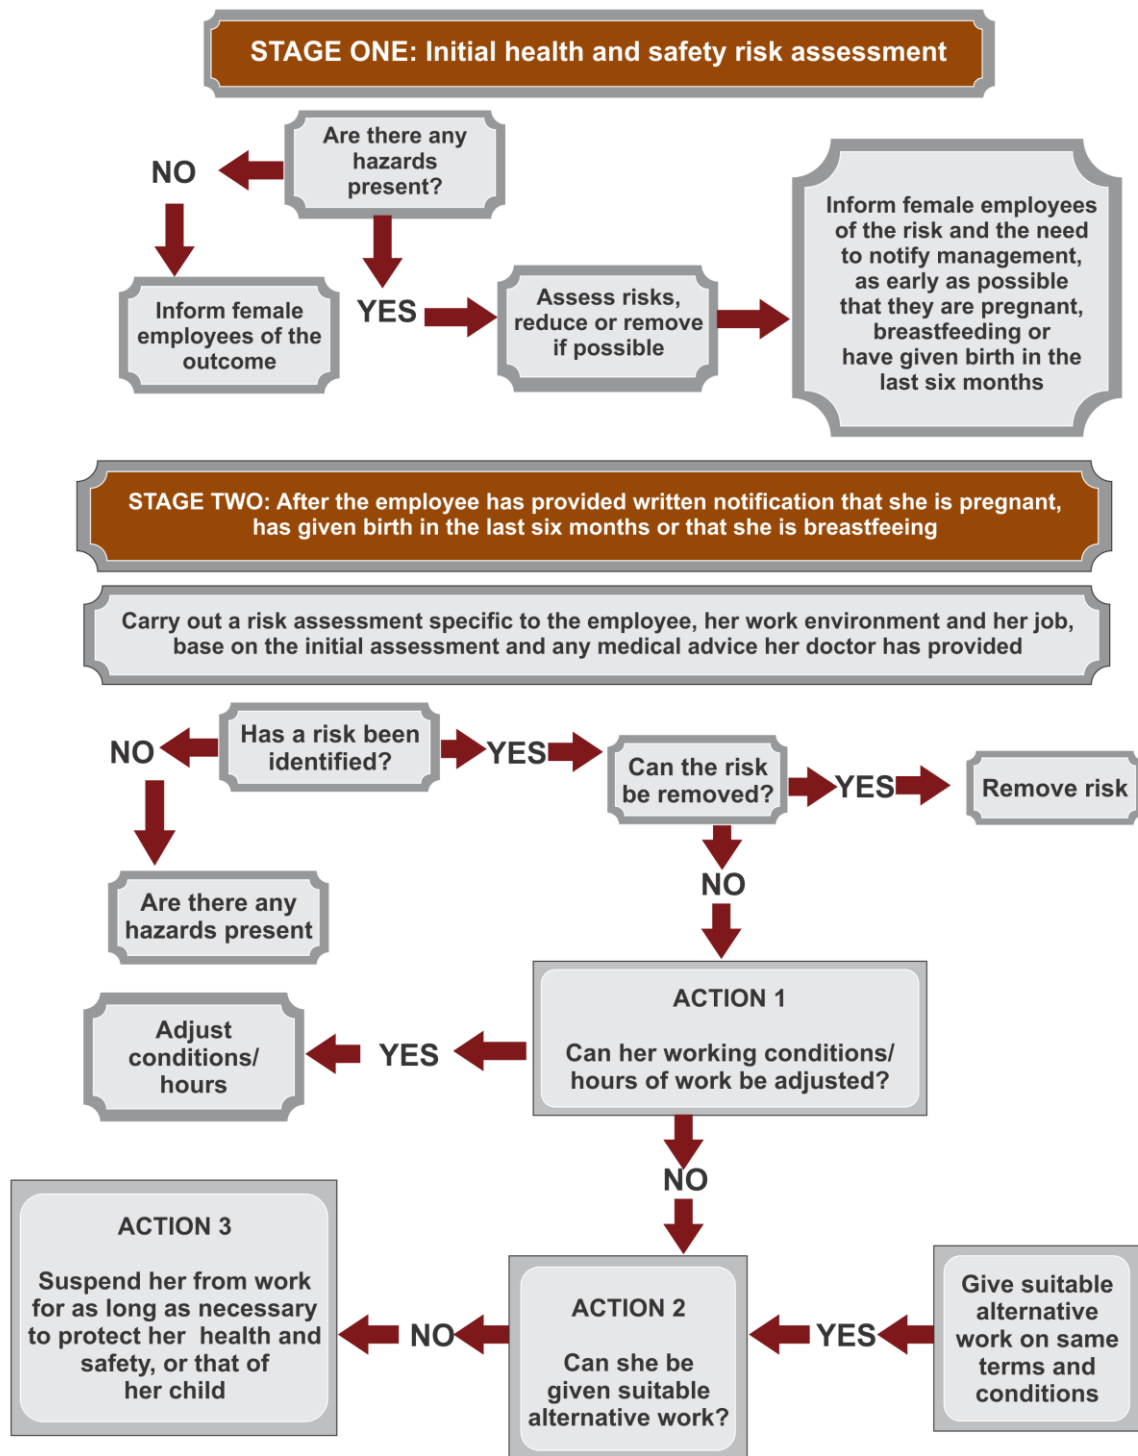 STAGE ONE: Initial health and safety risk assessment
Are there any
hazards
present?
NO
YES
Inform female
employees of the
outcome
Assess risks,
reduce or remove
if possible
Inform female employees
of the risk and the need
to notify management,
as early as possible
that they are pregnant,
breastfeeding or
have given birth in the
last six months
STAGE TWO: After the employee has provided written notification that she is pregnant,
has given birth in the last six months or that she is breastfeeing
Carry out a risk assessment specific to the employee, her work environment and her job,
base on the initial assessment and any medical advice her doctor has provided
Has a risk been
identified?
NO
YES
Can the risk
be removed?
YES
Remove risk
NO
Are there any
hazards present
ACTION 1
Can her working conditions/
hours of work be adjusted?
YES
Adjust
conditions/
hours
NO
ACTION 2
Can she be
given suitable
alternative work?
YES
Give suitable
alternative
work on same
terms and
conditions
NO
ACTION 3
Suspend her from work
for as long as necessary
to protect her health and
safety, or that of
her child